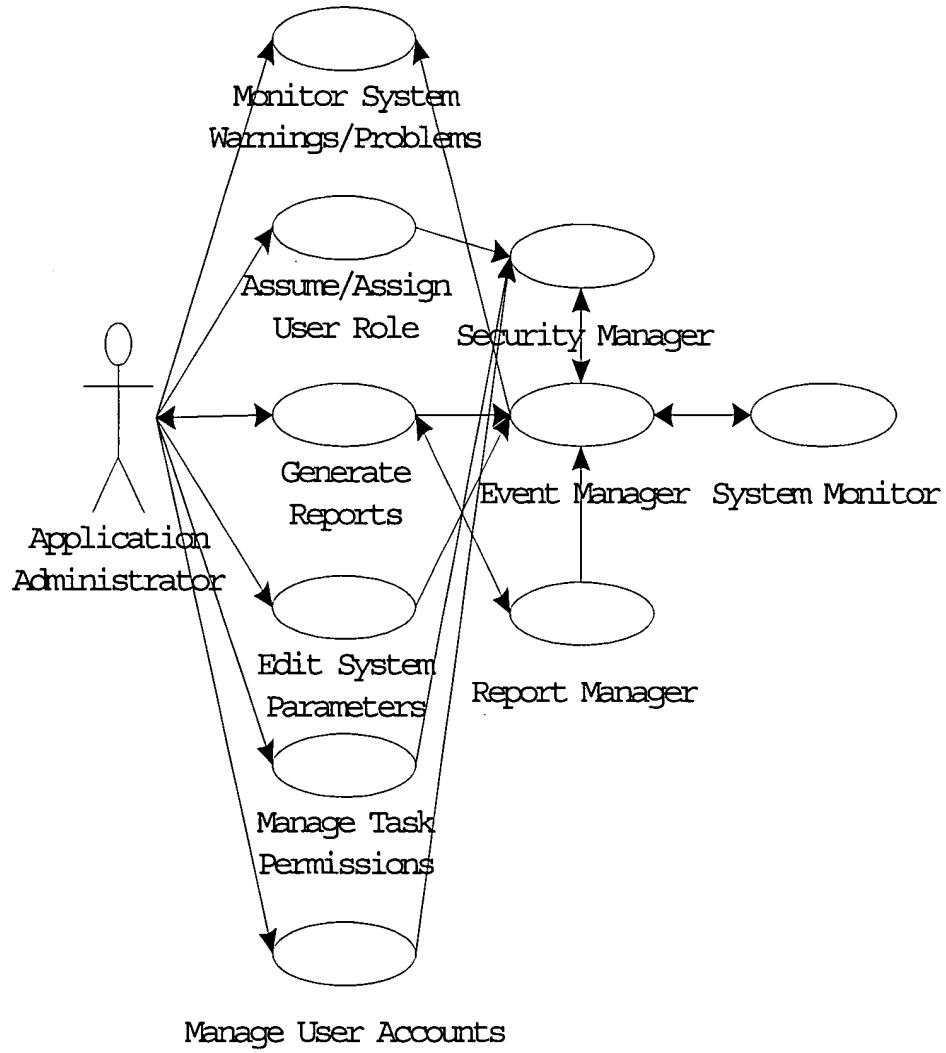 Monitor System
Warnings/Problems
Assume/Assign
User Role
Security Manager
Generate
Reports
Event Manager
System Monitor
Application
Administrator
Edit System
Parameters
Report Manager
Manage Task
Permissions
Manage User Accounts